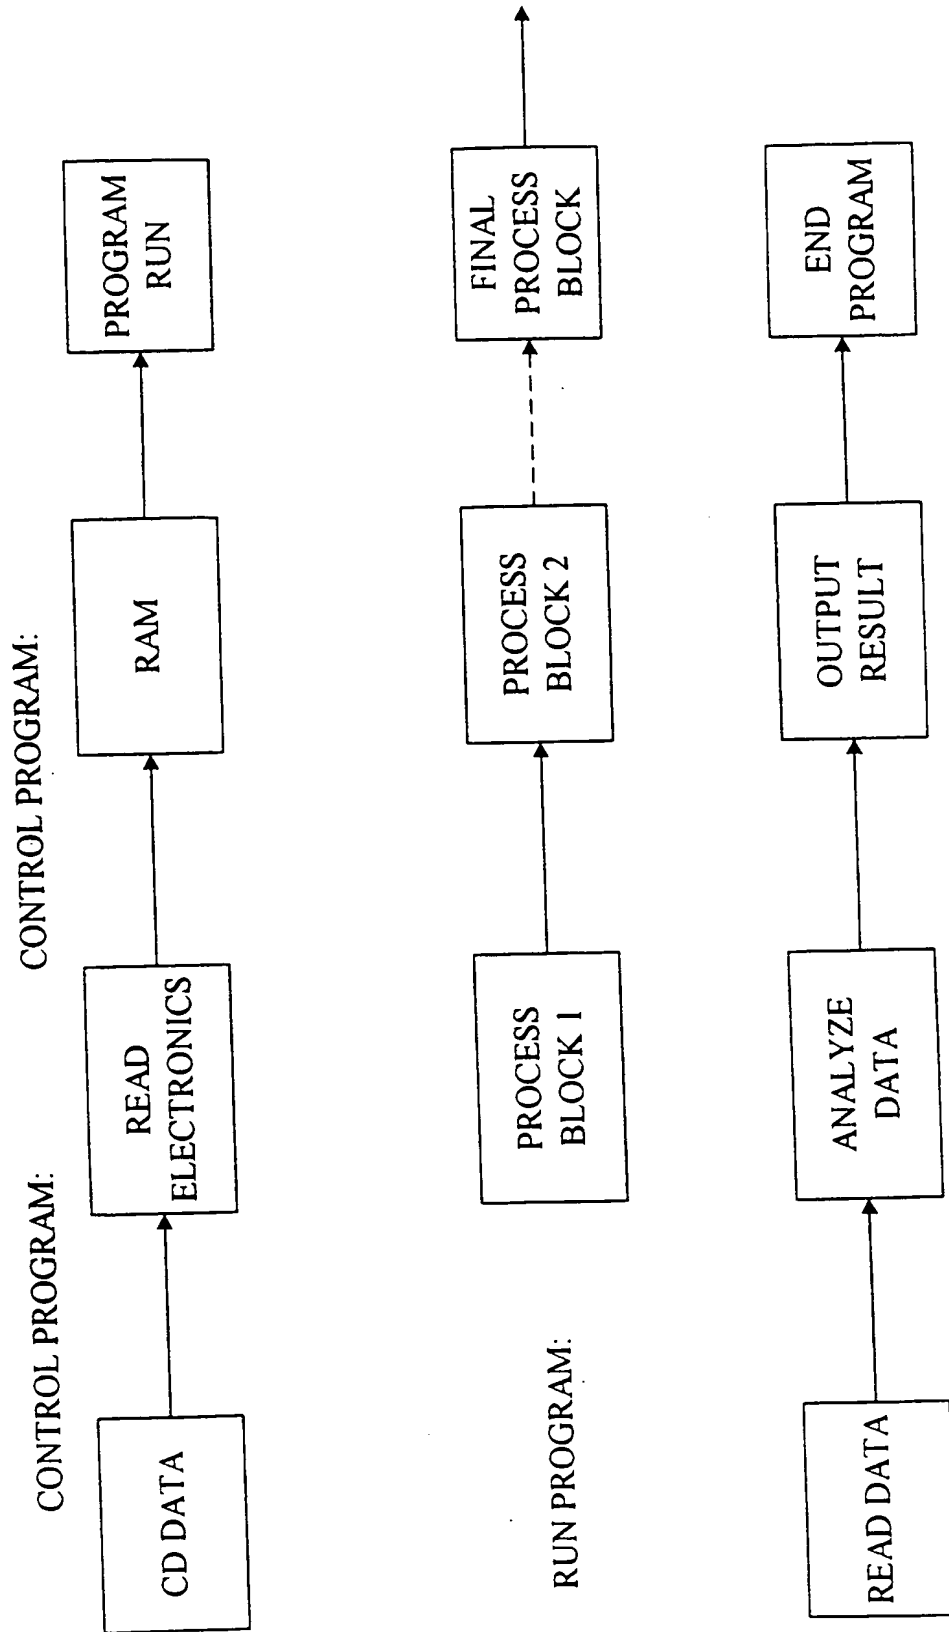 CONTROL PROGRAM:
CONTROL PROGRAM:
CD DATA
READ
ELECTRONICS
RAM
PROGRAM
RUN
PROCESS
BLOCK 1
PROCESS
BLOCK 2
FINAL
PROCESS
BLOCK
RUN PROGRAM:
READ DATA
ANALYZE
DATA
OUTPUT
RESULT
END
PROGRAM